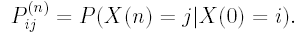 $P_{ij}^{(n)} = P(X(n) = j|X(0) = i).$